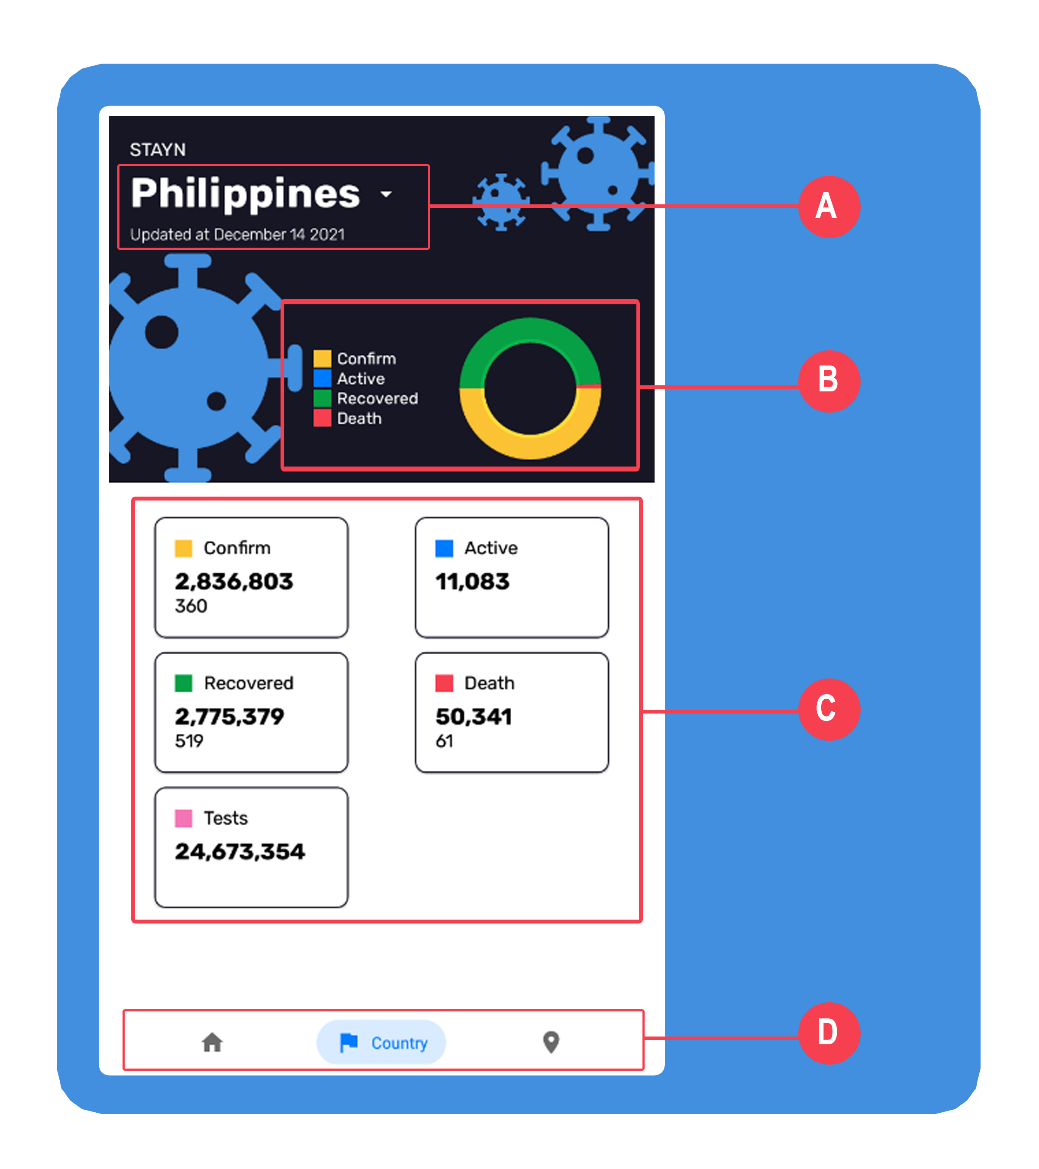 STAYN
Philippines
Updated at December 14 2021
A
Confirm
Active
Recovered
Death
B
Confirm
2,836,803
360
Active
11,083
Recovered
2,775,379
519
Death
50,341
61
C
Tests
24,673,354
Country
D